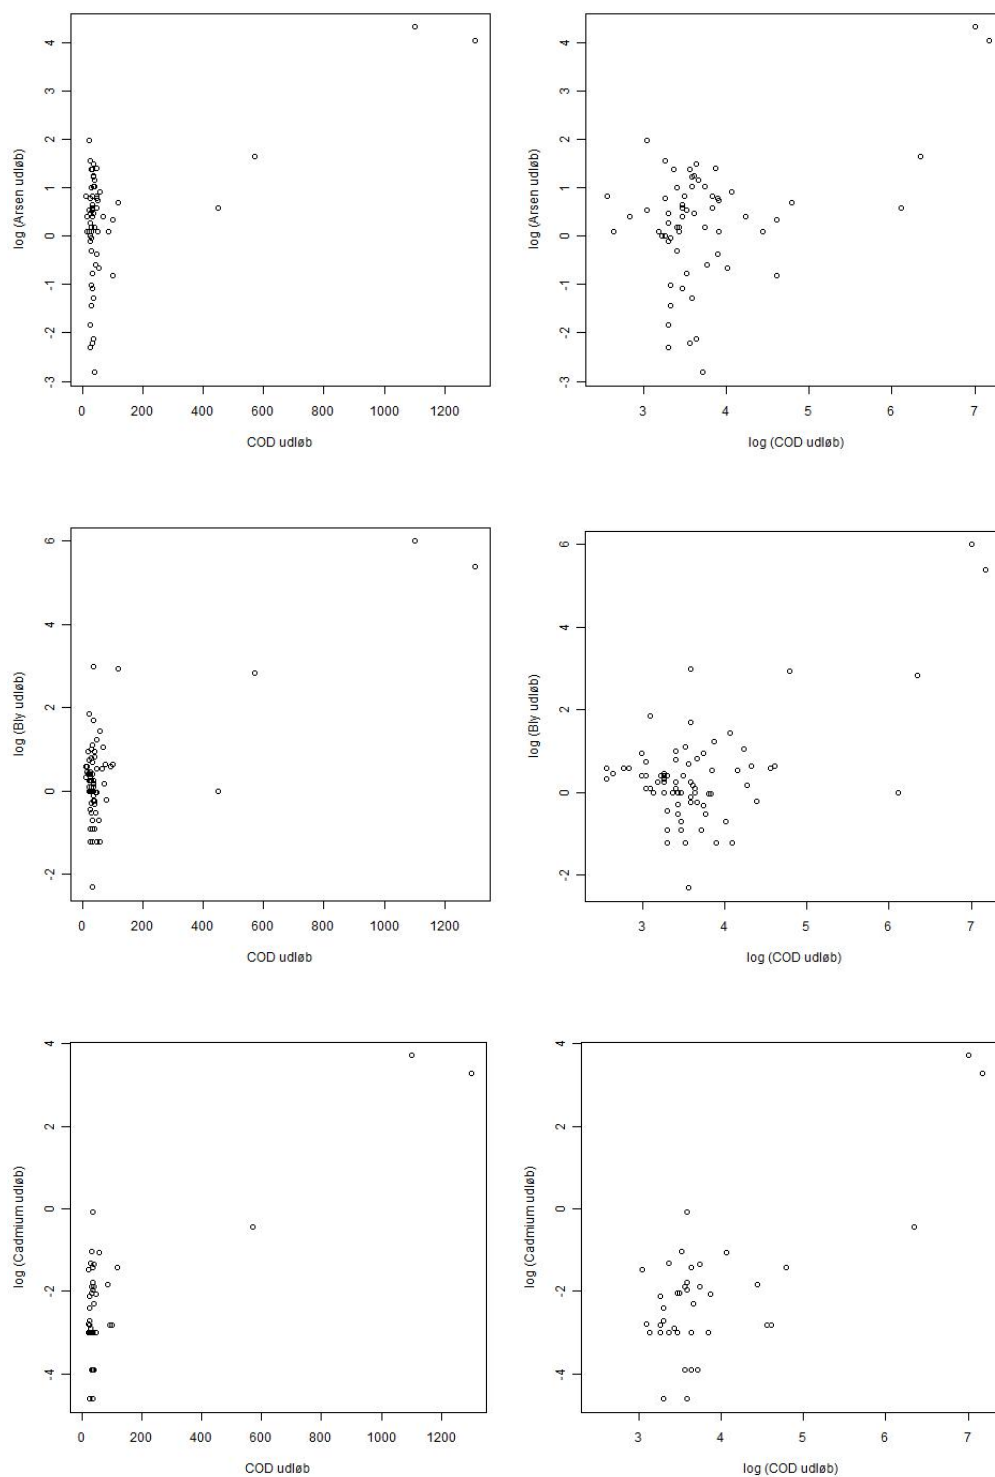 log (Arsen udløb)
4
3
2
1
0
-1
-2
-3
0 200 400 600 800 1000 1200
COD udløb
log (Arsen udløb)
4
3
2
1
0
-1
-2
-3
3 4 5 6 7
log (COD udløb)
log (Bly udløb)
6
4
2
0
-2
0 200 400 600 800 1000 1200
COD udløb
log (Bly udløb)
6
4
2
0
-2
3 4 5 6 7
log (COD udløb)
log (Cadmium udløb)
4
2
0
-2
-4
0 200 400 600 800 1000 1200
COD udløb
log (Cadmium udløb)
4
2
0
-2
-4
3 4 5 6 7
log (COD udløb)